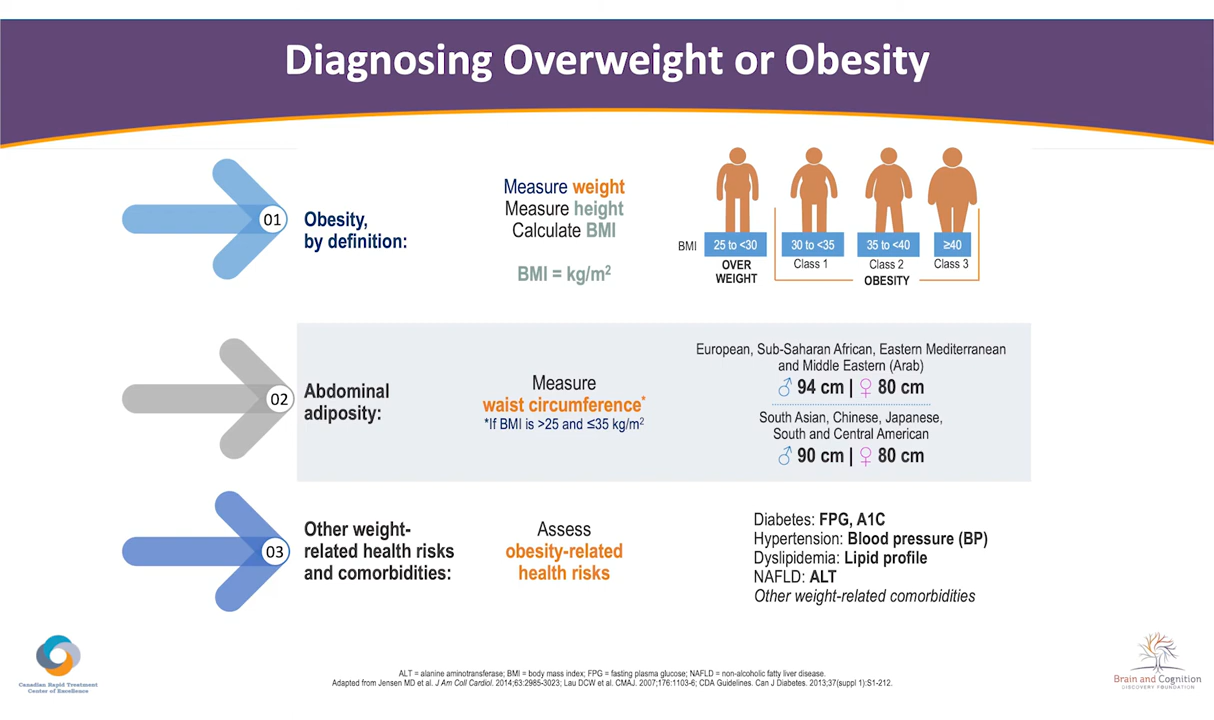 Diagnosing Overweight or Obesity
01
Obesity,
by definition:
Measure weight
Measure height
Calculate BMI
BMI = kg/m²
BMI
25 to <30
30 to <35
35 to <40
≥40
OVER
WEIGHT
Class 1
Class 2
Class 3
OBESITY
02
Abdominal
adiposity:
Measure
waist circumference*
*If BMI is >25 and ≤35 kg/m²
European, Sub-Saharan African, Eastern Mediterranean
and Middle Eastern (Arab)
♂ 94 cm | ♀ 80 cm
South Asian, Chinese, Japanese,
South and Central American
♂ 90 cm | ♀ 80 cm
03
Other weight-
related health risks
and comorbidities:
Assess
obesity-related
health risks
Diabetes: FPG, A1C
Hypertension: Blood pressure (BP)
Dyslipidemia: Lipid profile
NAFLD: ALT
Other weight-related comorbidities
Canadian Rapid Treatment
Center of Excellence
ALT = alanine aminotransferase; BMI = body mass index; FPG = fasting plasma glucose; NAFLD = non-alcoholic fatty liver disease.
Adapted from Jensen MD et al. J Am Coll Cardiol. 2014;63:2985-3023; Lau DCW et al. CMAJ. 2007;176:1103-6; CDA Guidelines. Can J Diabetes. 2013;37(suppl 1):S1-212.
Brain and Cognition
DISCOVERY FOUNDATION